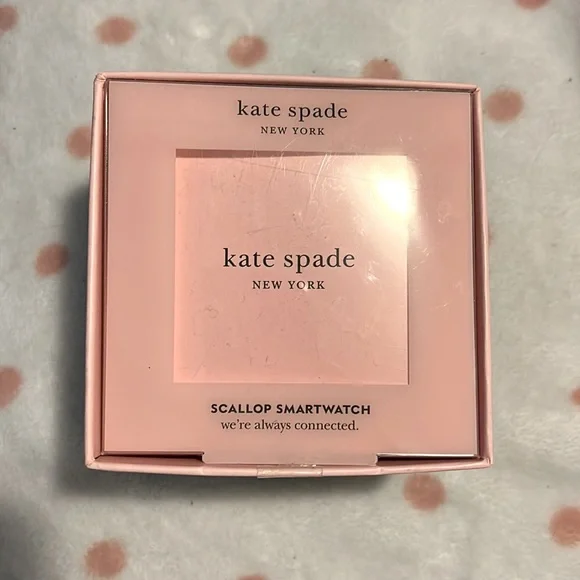 kate spade
NEW YORK
kate spade
NEW YORK
SCALLOP SMARTWATCH
we're always connected.